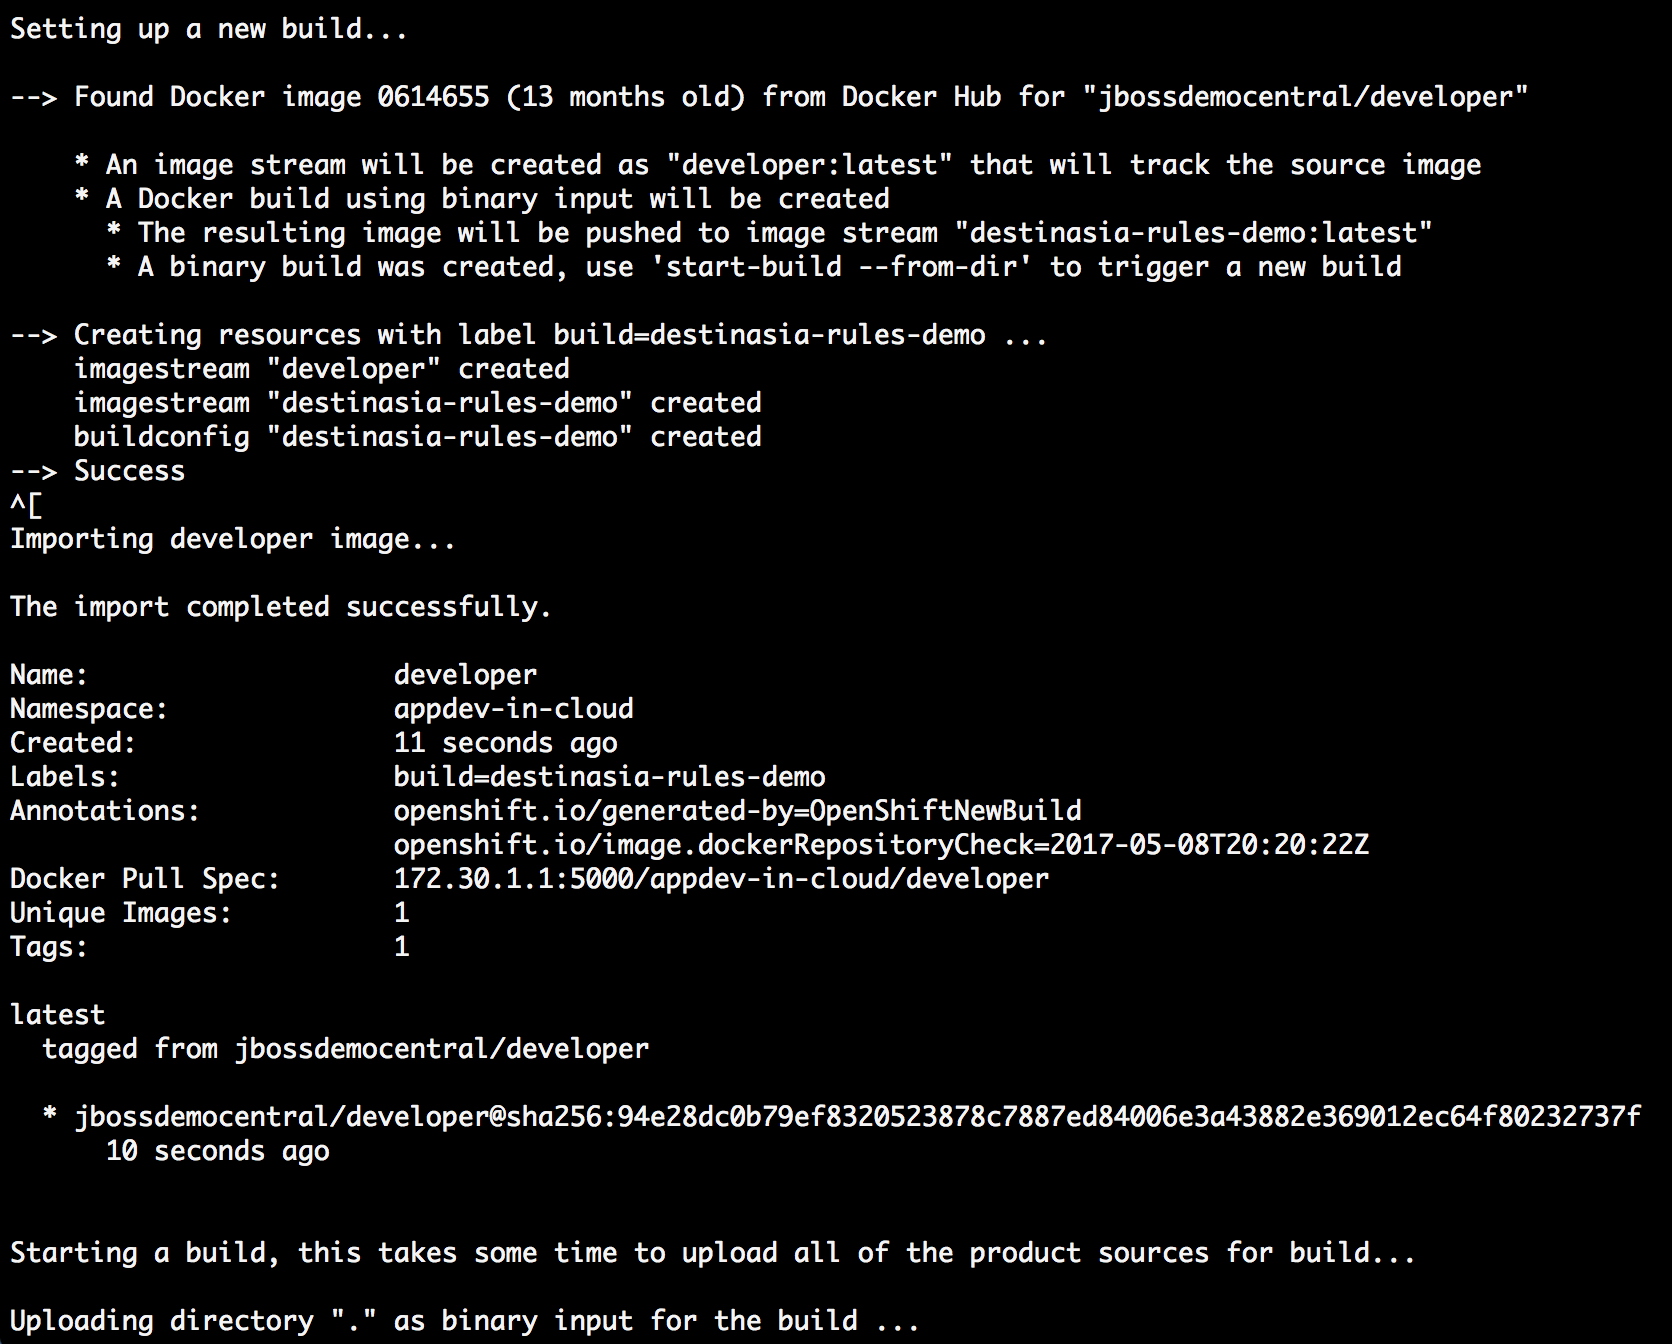 Setting up a new build...
--> Found Docker image 0614655 (13 months old) from Docker Hub for "jbossdemocentral/developer"
* An image stream will be created as "developer:latest" that will track the source image
* A Docker build using binary input will be created
* The resulting image will be pushed to image stream "destinasia-rules-demo:latest"
* A binary build was created, use 'start-build --from-dir' to trigger a new build
--> Creating resources with label build=destinasia-rules-demo ...
imagestream "developer" created
imagestream "destinasia-rules-demo" created
buildconfig "destinasia-rules-demo" created
--> Success
^[
Importing developer image...
The import completed successfully.
Name: developer
Namespace: appdev-in-cloud
Created: 11 seconds ago
Labels: build=destinasia-rules-demo
Annotations: openshift.io/generated-by=OpenShiftNewBuild
openshift.io/image.dockerRepositoryCheck=2017-05-08T20:20:22Z
Docker Pull Spec: 172.30.1.1:5000/appdev-in-cloud/developer
Unique Images: 1
Tags: 1
latest
tagged from jbossdemocentral/developer
* jbossdemocentral/developer@sha256:94e28dc0b79ef8320523878c7887ed84006e3a43882e369012ec64f80232737f
10 seconds ago
Starting a build, this takes some time to upload all of the product sources for build...
Uploading directory "." as binary input for the build ...